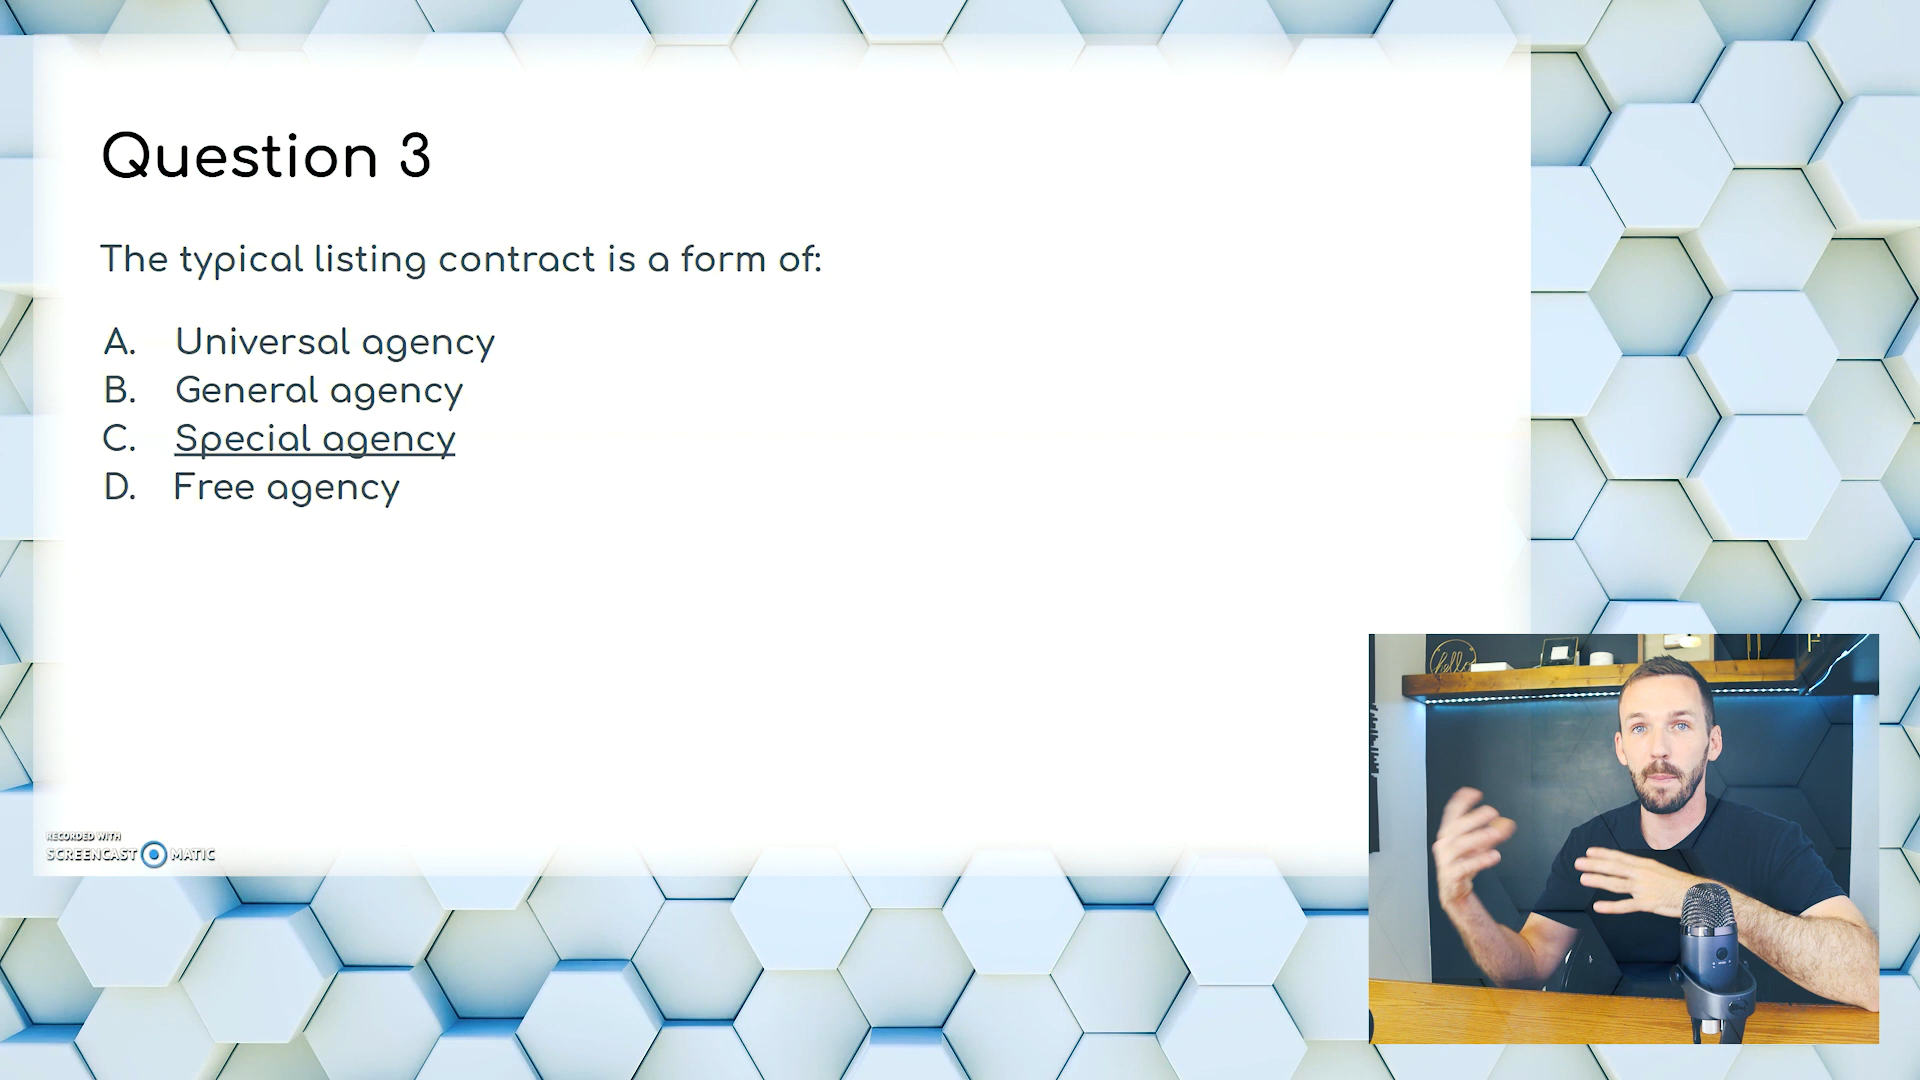 Question 3
The typical listing contract is a form of:
A. Universal agency
B. General agency
C. Special agency
D. Free agency
RECORDED WITH
SCREENCAST MATIC
hello